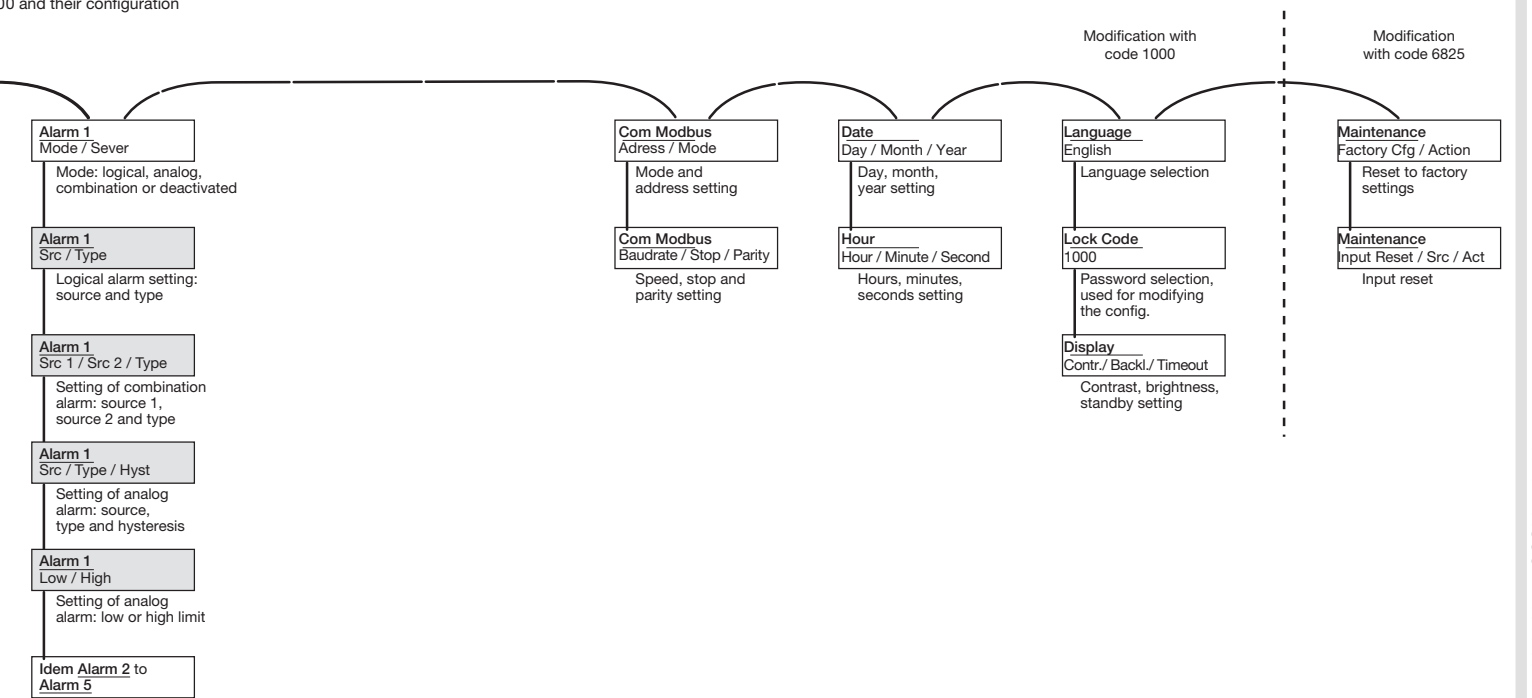 00 and their configuration
Modification with
code 1000
Modification
with code 6825
Alarm 1
Mode / Sever
Mode: logical, analog,
combination or deactivated
Alarm 1
Src / Type
Logical alarm setting:
source and type
Alarm 1
Src 1 / Src 2 / Type
Setting of combination
alarm: source 1,
source 2 and type
Alarm 1
Src / Type / Hyst
Setting of analog
alarm: source,
type and hysteresis
Alarm 1
Low / High
Setting of analog
alarm: low or high limit
Idem Alarm 2 to
Alarm 5
Com Modbus
Adress / Mode
Mode and
address setting
Com Modbus
Baudrate / Stop / Parity
Speed, stop and
parity setting
Date
Day / Month / Year
Day, month,
year setting
Hour
Hour / Minute / Second
Hours, minutes,
seconds setting
Language
English
Language selection
Lock Code
1000
Password selection,
used for modifying
the config.
Display
Contr./ Backl./ Timeout
Contrast, brightness,
standby setting
Maintenance
Factory Cfg / Action
Reset to factory
settings
Maintenance
Input Reset / Src / Act
Input reset